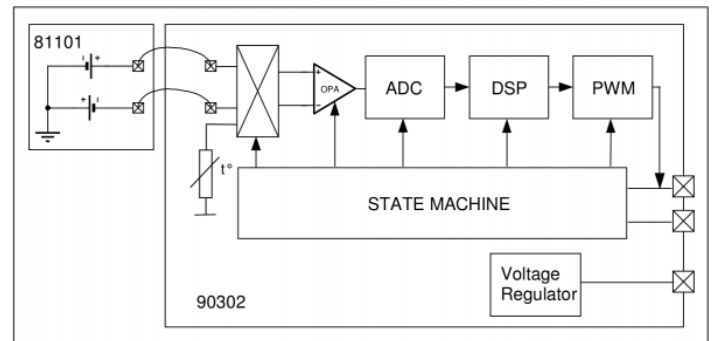 81101
OPA
ADC
DSP
PWM
t°
STATE MACHINE
Voltage
Regulator
90302